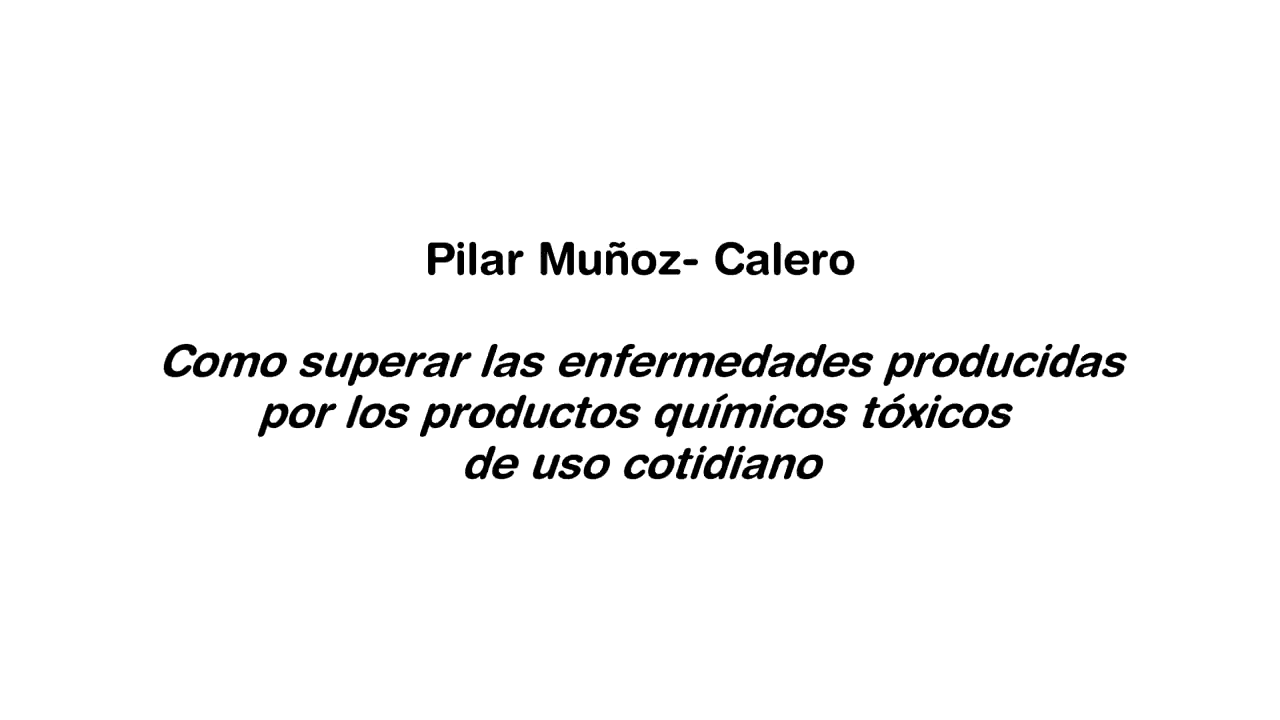 Pilar Muñoz- Calero
Como superar las enfermedades producidas
por los productos químicos tóxicos
de uso cotidiano